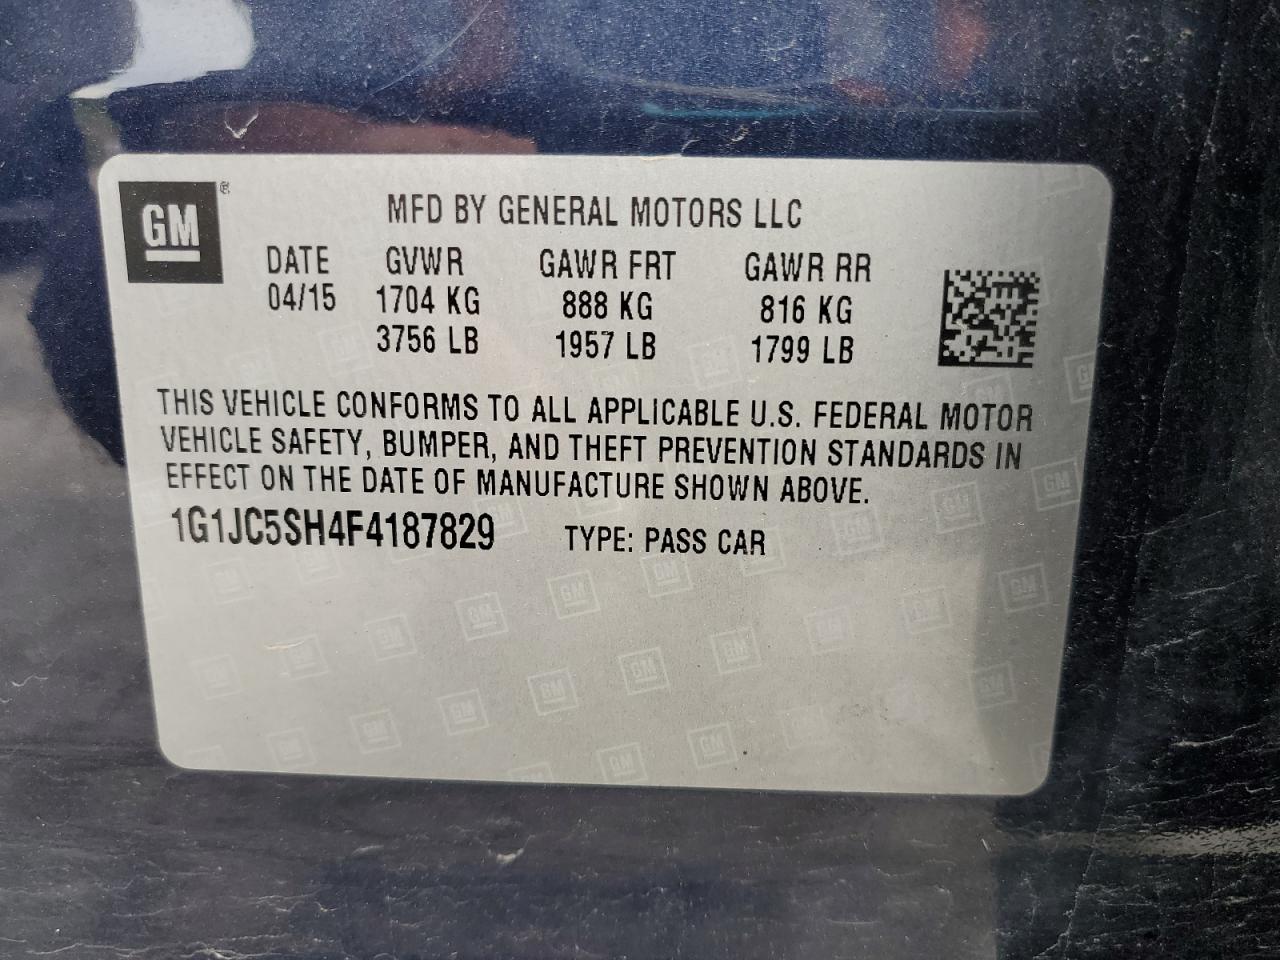 GM®
MFD BY GENERAL MOTORS LLC
DATE GVWR GAWR FRT GAWR RR
04/15 1704 KG 888 KG 816 KG
3756 LB 1957 LB 1799 LB
THIS VEHICLE CONFORMS TO ALL APPLICABLE U.S. FEDERAL MOTOR
VEHICLE SAFETY, BUMPER, AND THEFT PREVENTION STANDARDS IN
EFFECT ON THE DATE OF MANUFACTURE SHOWN ABOVE.
1G1JC5SH4F4187829 TYPE: PASS CAR